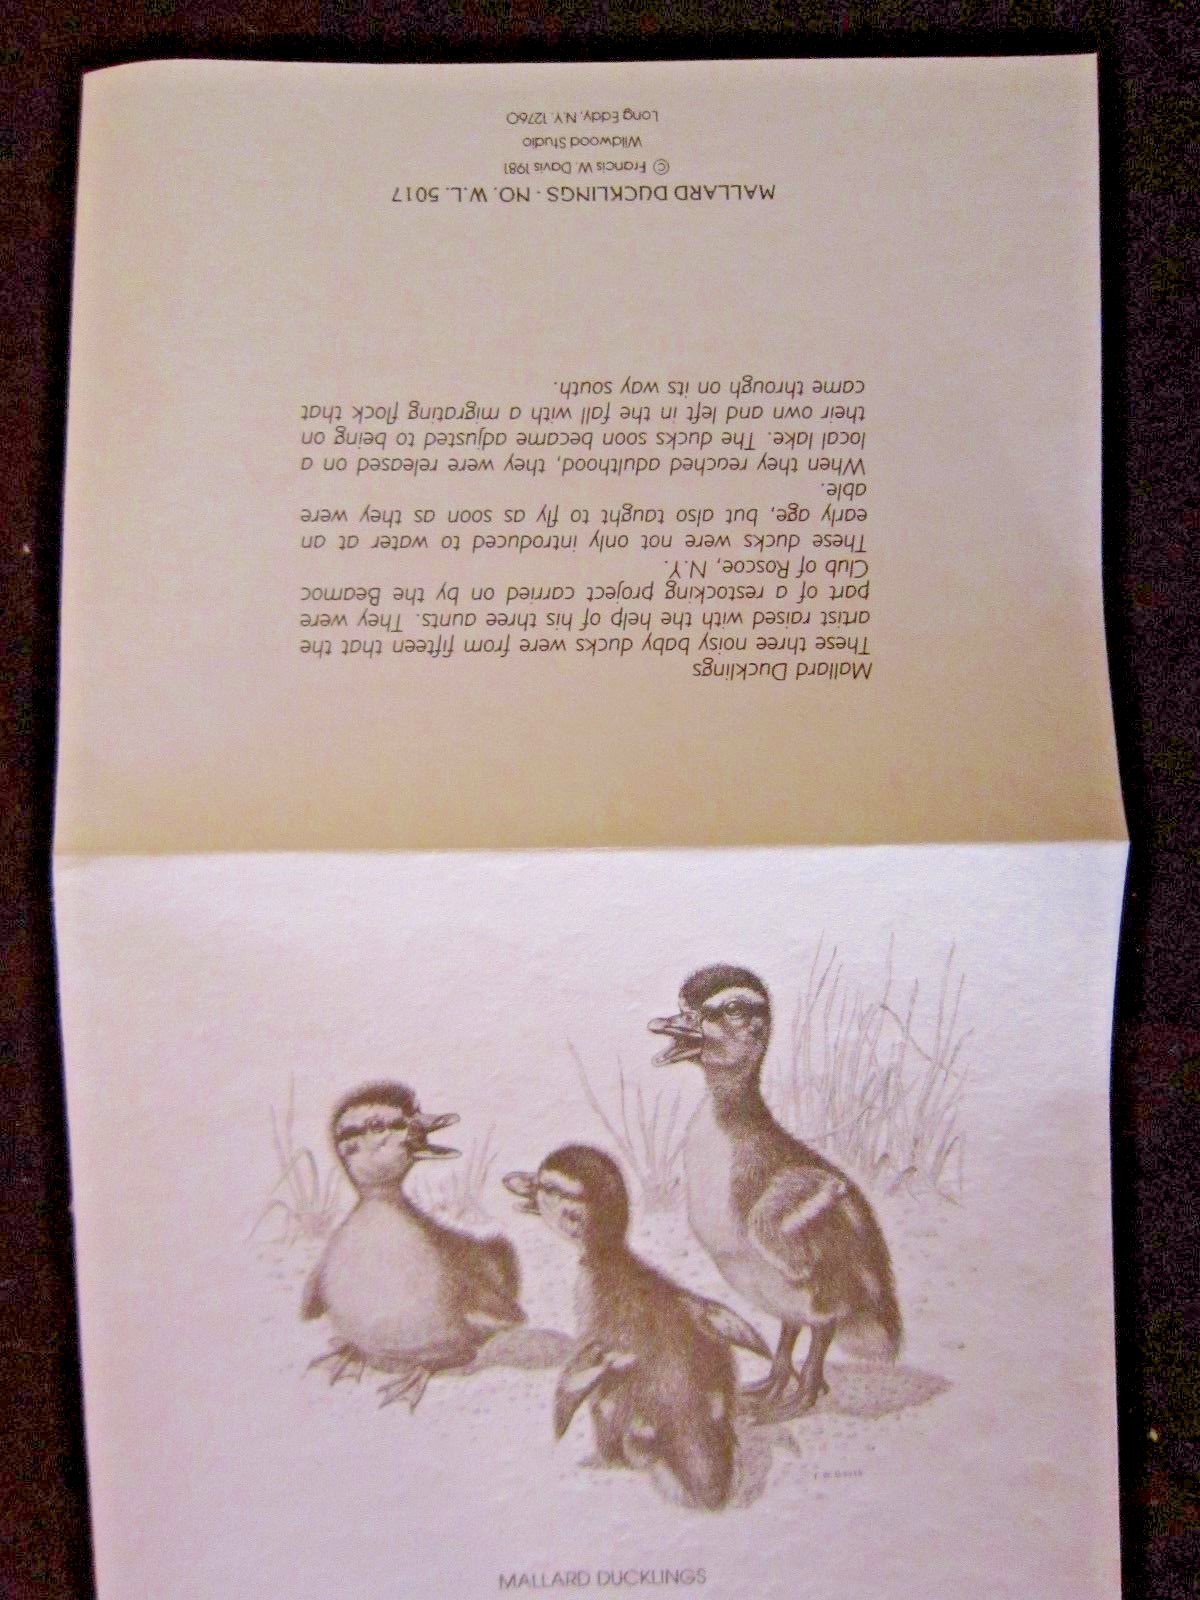 Mallard Ducklings
These three noisy baby ducks were from fifteen that the
artist raised with the help of his three aunts. They were
part of a restocking project carried on by the Beamoc
Club of Roscoe, N.Y.
These ducks were not only introduced to water at an
early age, but also taught to fly as soon as they were
able.
When they reached adulthood, they were released on a
local lake. The ducks soon became adjusted to being on
their own and left in the fall with a migrating flock that
came through on its way south.
MALLARD DUCKLINGS - NO. W.L. 5017
© Francis W. Davis 1981
Wildwood Studio
Long Eddy, N.Y. 12760
F W DAVIS
MALLARD DUCKLINGS